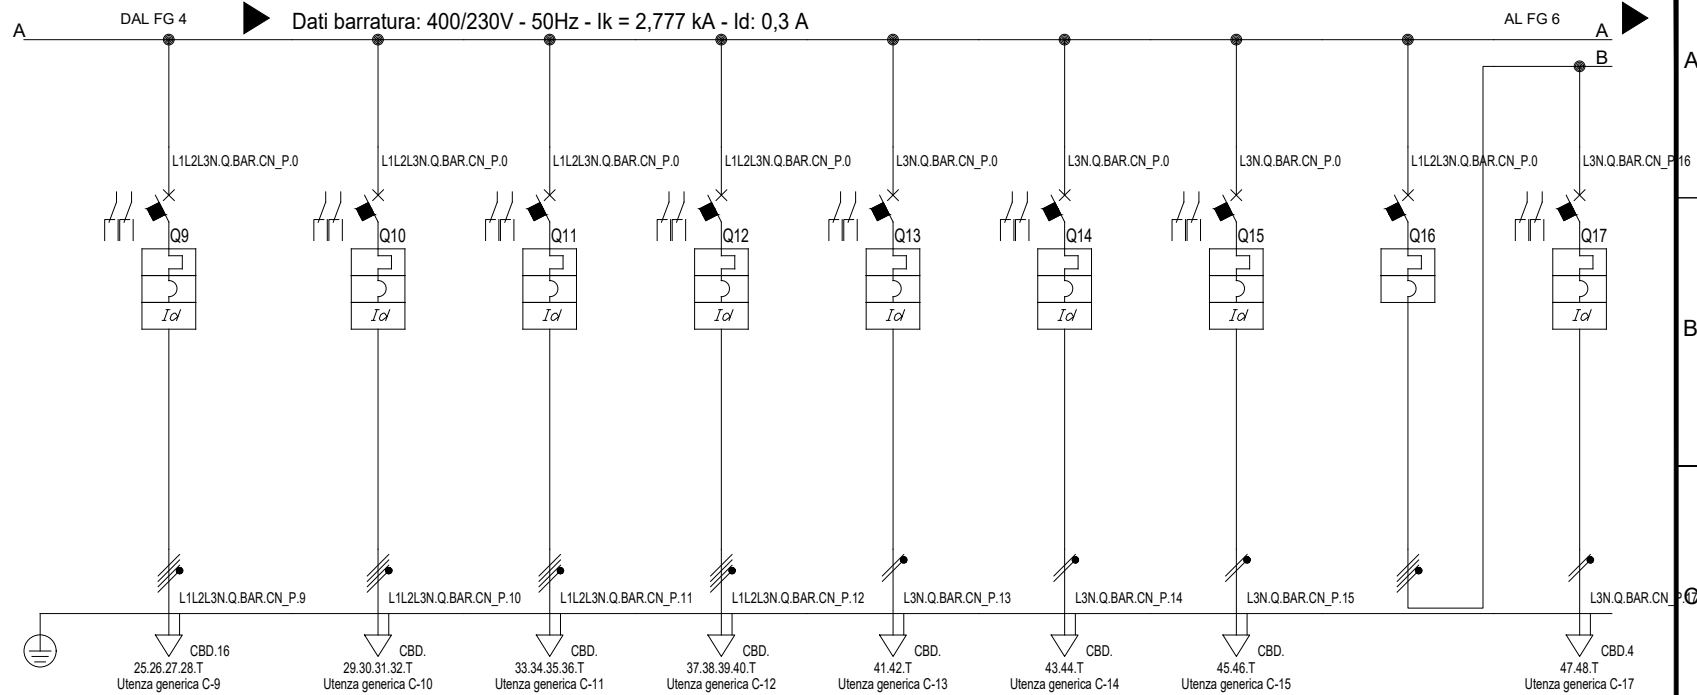 DAL FG 4
Dati barratura: 400/230V - 50Hz - Ik = 2,777 kA - Id: 0,3 A
AL FG 6
A
A
B
A
L1L2L3N.Q.BAR.CN_P.0
L1L2L3N.Q.BAR.CN_P.0
L1L2L3N.Q.BAR.CN_P.0
L1L2L3N.Q.BAR.CN_P.0
L3N.Q.BAR.CN_P.0
L3N.Q.BAR.CN_P.0
L3N.Q.BAR.CN_P.0
L1L2L3N.Q.BAR.CN_P.0
L3N.Q.BAR.CN_P.16
Q9
Q10
Q11
Q12
Q13
Q14
Q15
Q16
Q17
Id
Id
Id
Id
Id
Id
Id
Id
B
L1L2L3N.Q.BAR.CN_P.9
L1L2L3N.Q.BAR.CN_P.10
L1L2L3N.Q.BAR.CN_P.11
L1L2L3N.Q.BAR.CN_P.12
L3N.Q.BAR.CN_P.13
L3N.Q.BAR.CN_P.14
L3N.Q.BAR.CN_P.15
L3N.Q.BAR.CN_P.17
C
CBD.16
CBD.
CBD.
CBD.
CBD.
CBD.
CBD.
CBD.4
25.26.27.28.T
29.30.31.32.T
33.34.35.36.T
37.38.39.40.T
41.42.T
43.44.T
45.46.T
47.48.T
Utenza generica C-9
Utenza generica C-10
Utenza generica C-11
Utenza generica C-12
Utenza generica C-13
Utenza generica C-14
Utenza generica C-15
Utenza generica C-17